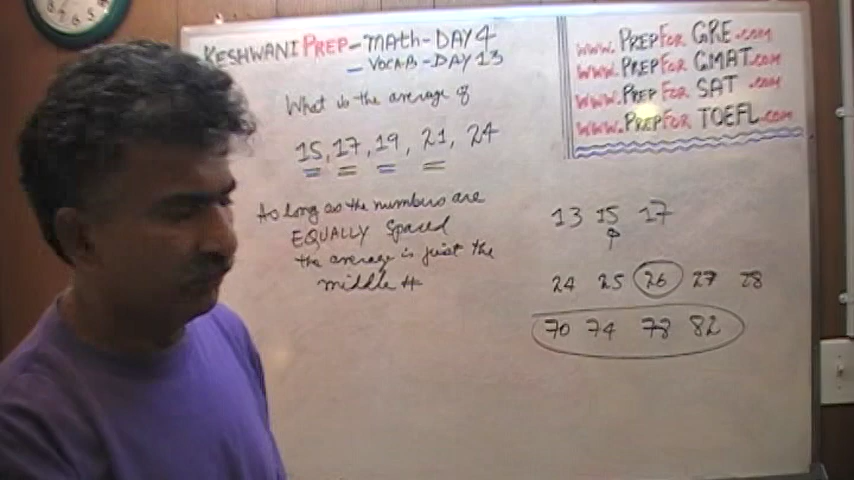 KESHWANI PREP - MATH - DAY 4
- VOCAB - DAY 13
What is the average of
15, 17, 19, 21, 24
As long as the numbers are
EQUALLY Spaced
the average is just the
middle #
www.PREPFOR GRE.com
www.PREPFOR GMAT.com
www.PREPFOR SAT.com
www.PREPFOR TOEFL.com
13 15 17
24 25 26 27 28
70 74 78 82